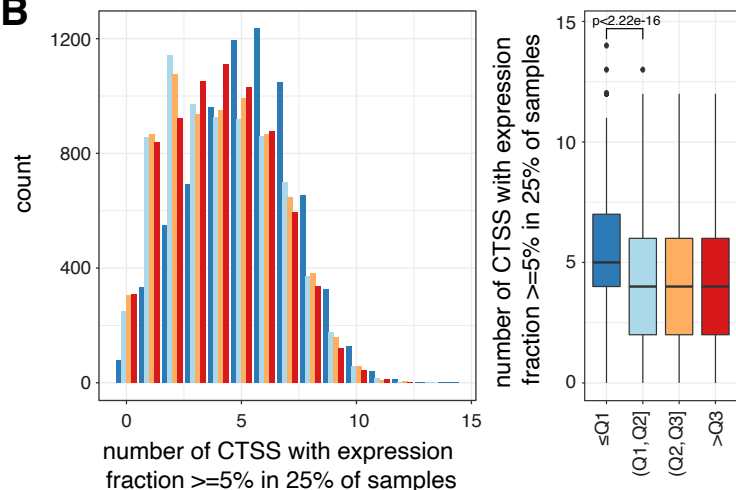 B
count
1200
800
400
0
0
5
10
15
number of CTSS with expression
fraction >=5% in 25% of samples
number of CTSS with expression
fraction >=5% in 25% of samples
15
10
5
0
p<2.22e-16
≤Q1
(Q1,Q2]
(Q2,Q3]
>Q3